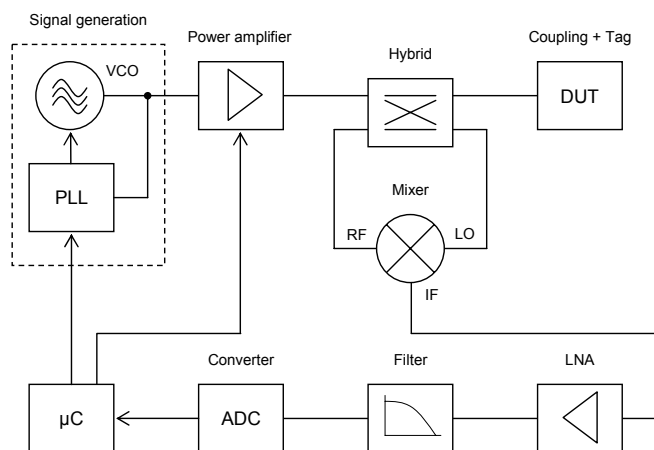 Signal generation
Power amplifier
Hybrid
Coupling + Tag
VCO
DUT
PLL
Mixer
RF
LO
IF
Converter
Filter
LNA
µC
ADC